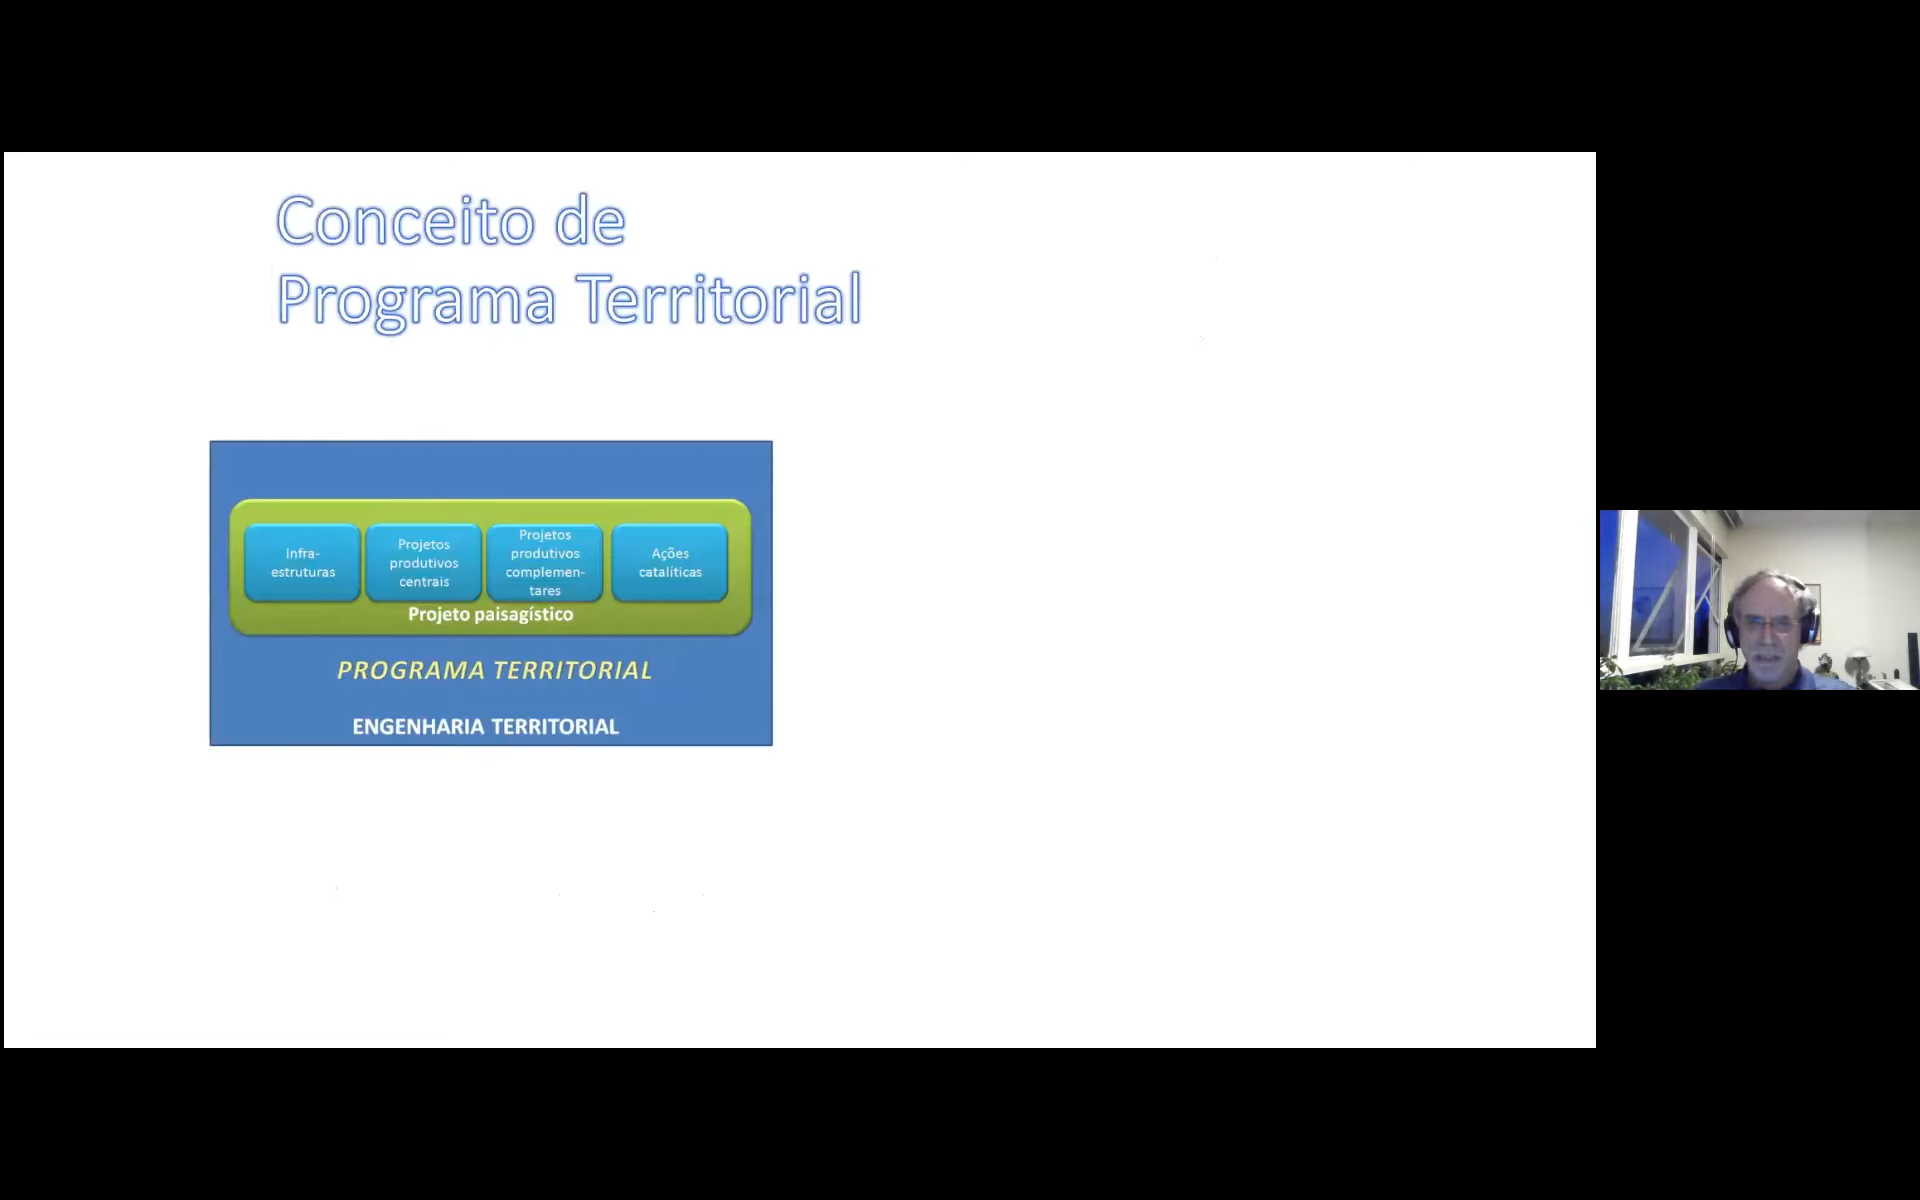 Conceito de
Programa Territorial
Infra-
estruturas
Projetos
produtivos
centrais
Projetos
produtivos
complemen-
tares
Ações
catalíticas
Projeto paisagístico
PROGRAMA TERRITORIAL
ENGENHARIA TERRITORIAL